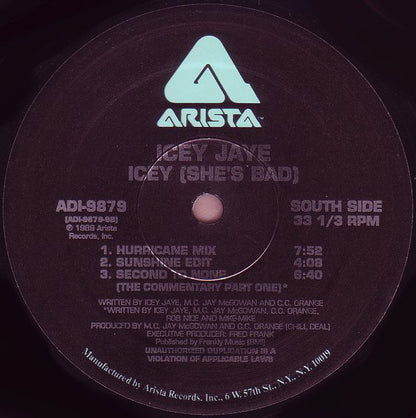 ARISTA™
ICEY JAYE
ICEY (SHE'S BAD)
ADI-9879
(ADI-9879-SB)
℗ 1989 Arista
Records, Inc.
SOUTH SIDE
33 1/3 RPM
1. HURRICANE MIX 7:52
2. SUNSHINE EDIT 4:08
3. SECOND TO NONE 6:40
(THE COMMENTARY PART ONE)*
WRITTEN BY ICEY JAYE, M.C. JAY McGOWAN AND C.C. ORANGE
*WRITTEN BY ICEY JAYE, M.C. JAY McGOWAN, C.C. ORANGE,
ROB NICE AND MIKE-MIKE
PRODUCED BY M.C. JAY McGOWAN AND C.C. ORANGE (CHILL, DEAL)
EXECUTIVE PRODUCER: FRED FRANK
Published by Frankly Music (BMI)
UNAUTHORIZED DUPLICATION IS A
VIOLATION OF APPLICABLE LAWS
Manufactured by Arista Records, Inc., 6 W. 57th St., N.Y., N.Y. 10019